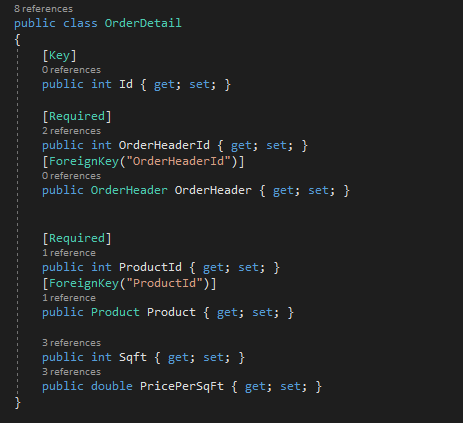 8 references
public class OrderDetail
{
[Key]
0 references
public int Id { get; set; }
[Required]
2 references
public int OrderHeaderId { get; set; }
[ForeignKey("OrderHeaderId")]
0 references
public OrderHeader OrderHeader { get; set; }
[Required]
1 reference
public int ProductId { get; set; }
[ForeignKey("ProductId")]
1 reference
public Product Product { get; set; }
3 references
public int Sqft { get; set; }
3 references
public double PricePerSqFt { get; set; }
}